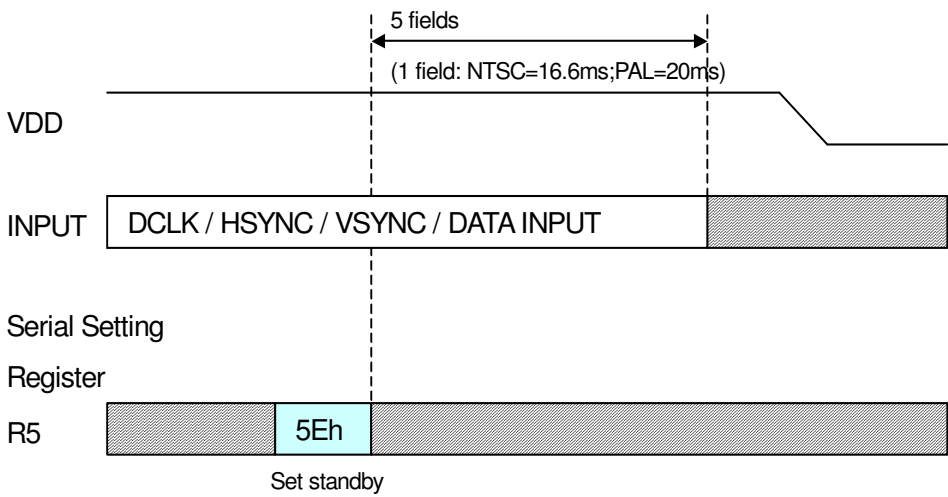 5 fields
(1 field: NTSC=16.6ms;PAL=20ms)
VDD
INPUT DCLK / HSYNC / VSYNC / DATA INPUT
Serial Setting
Register
R5 5Eh
Set standby